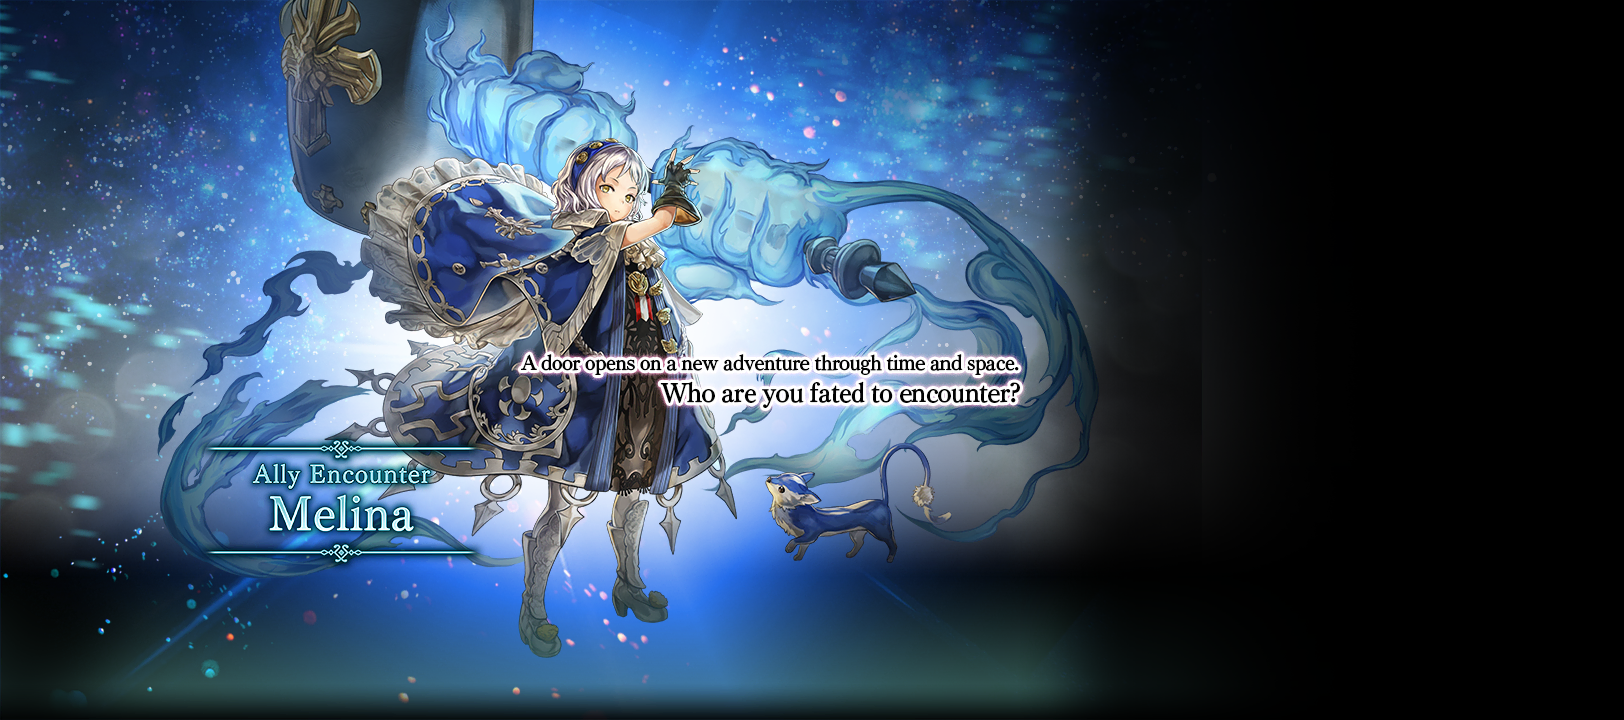 A door opens on a new adventure through time and space.
Who are you fated to encounter?
Ally Encounter
Melina